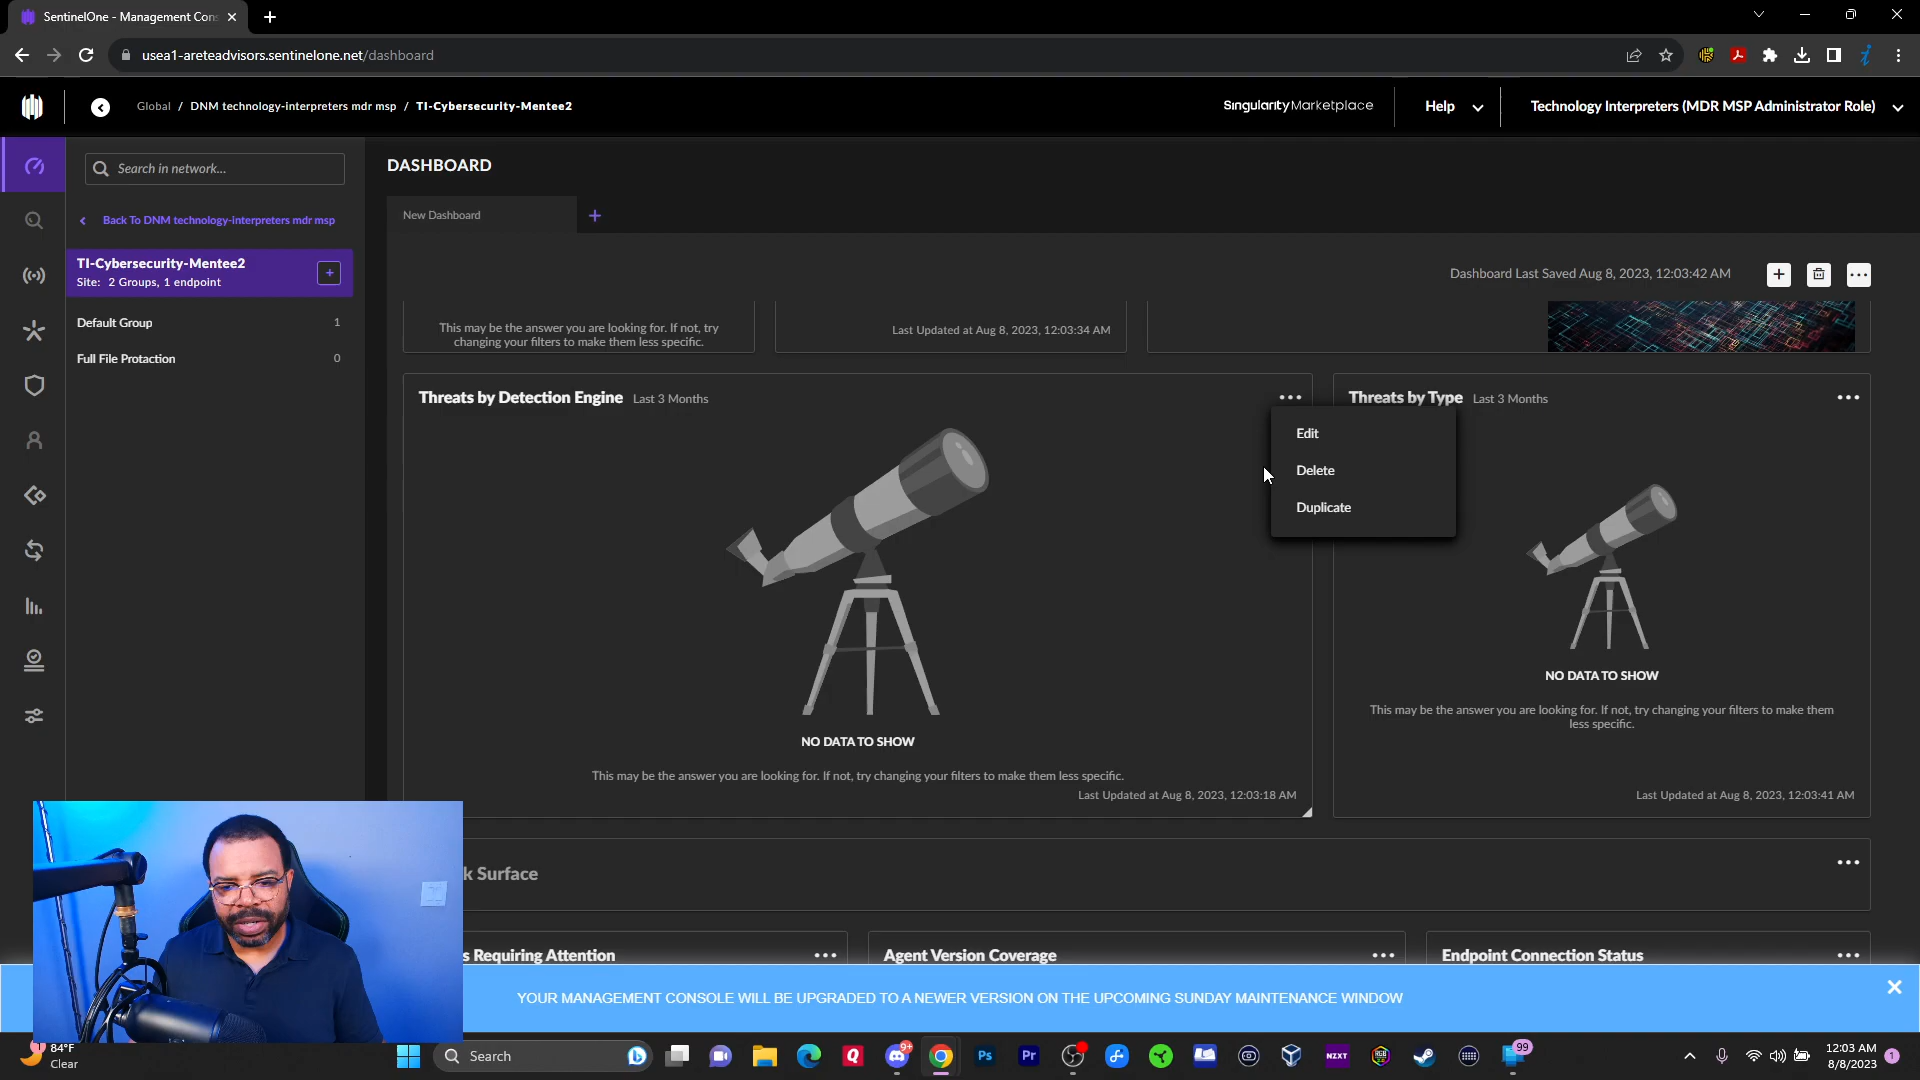 SentinelOne - Management Con
usea1-areteadvisors.sentinelone.net/dashboard
Global / DNM technology-interpreters mdr msp / TI-Cybersecurity-Mentee2
Singularity Marketplace
Help
Technology Interpreters (MDR MSP Administrator Role)
Search in network...
Back To DNM technology-interpreters mdr msp
TI-Cybersecurity-Mentee2
Site: 2 Groups, 1 endpoint
Default Group 1
Full File Protaction 0
DASHBOARD
New Dashboard
Dashboard Last Saved Aug 8, 2023, 12:03:42 AM
This may be the answer you are looking for. If not, try
changing your filters to make them less specific.
Last Updated at Aug 8, 2023, 12:03:34 AM
Threats by Detection Engine Last 3 Months
Edit
Delete
Duplicate
NO DATA TO SHOW
This may be the answer you are looking for. If not, try changing your filters to make them less specific.
Last Updated at Aug 8, 2023, 12:03:18 AM
Threats by Type Last 3 Months
NO DATA TO SHOW
This may be the answer you are looking for. If not, try changing your filters to make them
less specific.
Last Updated at Aug 8, 2023, 12:03:41 AM
k Surface
s Requiring Attention
Agent Version Coverage
Endpoint Connection Status
YOUR MANAGEMENT CONSOLE WILL BE UPGRADED TO A NEWER VERSION ON THE UPCOMING SUNDAY MAINTENANCE WINDOW
84°F
Clear
Search
9+
Ps
Pr
NZXT
99
12:03 AM
8/8/2023
1